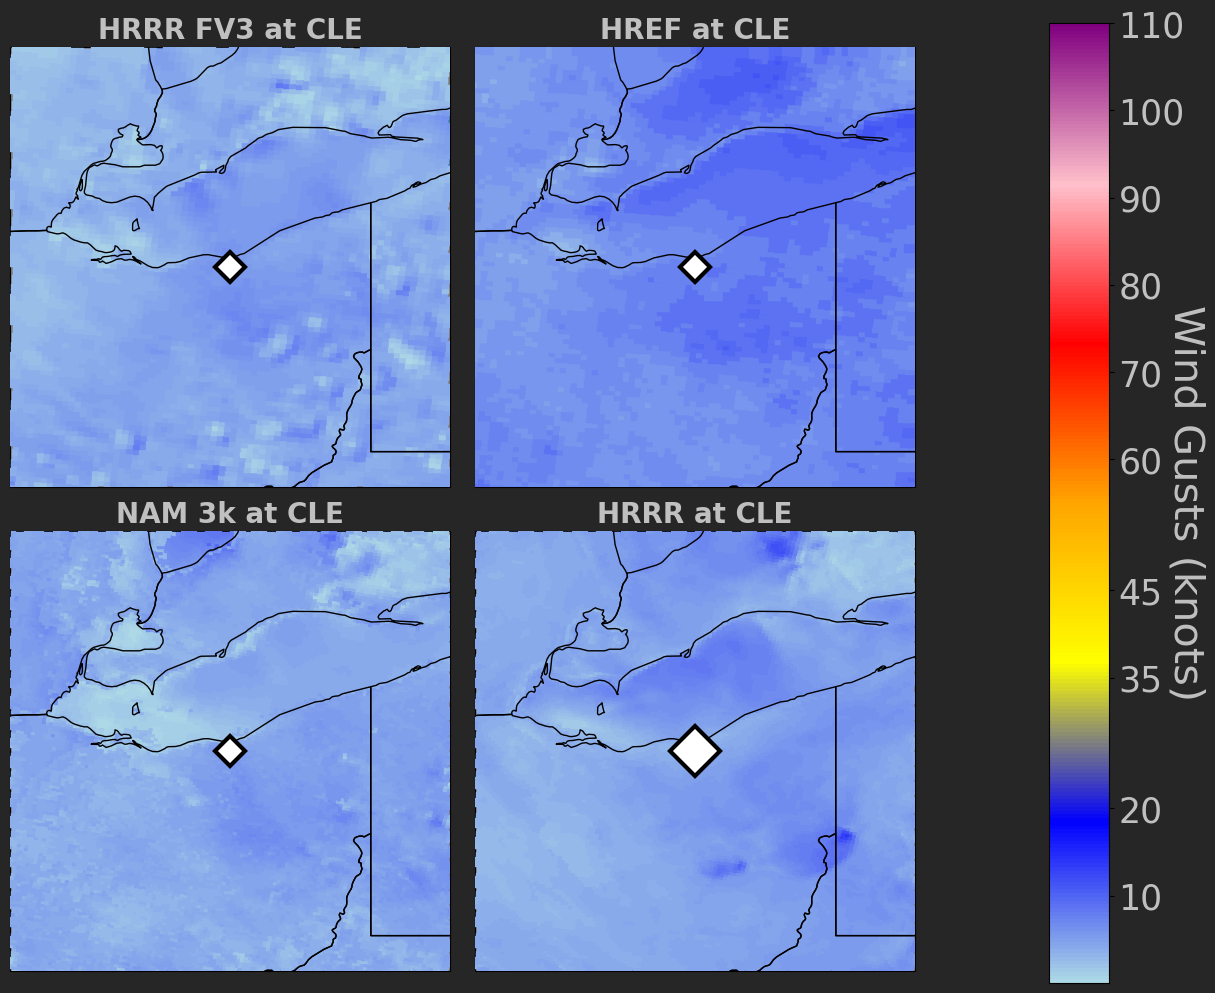 HRRR FV3 at CLE
HREF at CLE
NAM 3k at CLE
HRRR at CLE
110
100
90
80
70
60
45
35
20
10
Wind Gusts (knots)